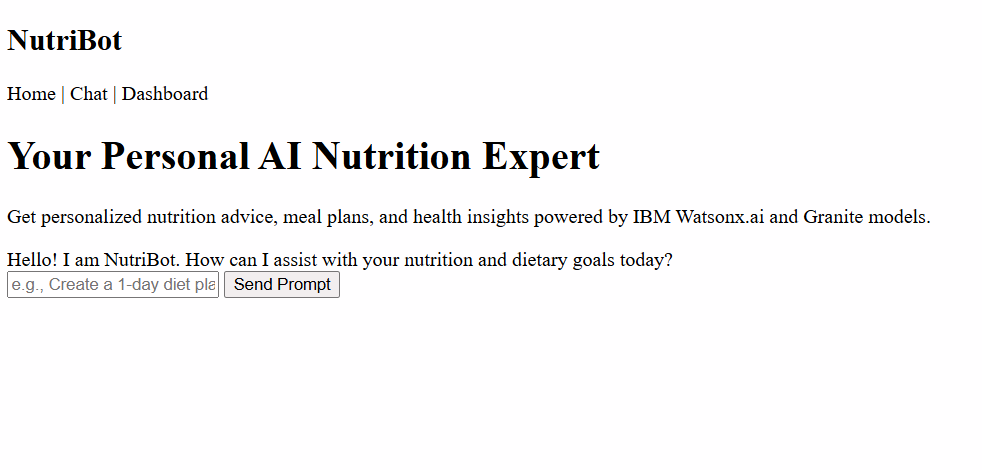 NutriBot
Home | Chat | Dashboard
Your Personal AI Nutrition Expert
Get personalized nutrition advice, meal plans, and health insights powered by IBM Watsonx.ai and Granite models.
Hello! I am NutriBot. How can I assist with your nutrition and dietary goals today?
e.g., Create a 1-day diet pla Send Prompt